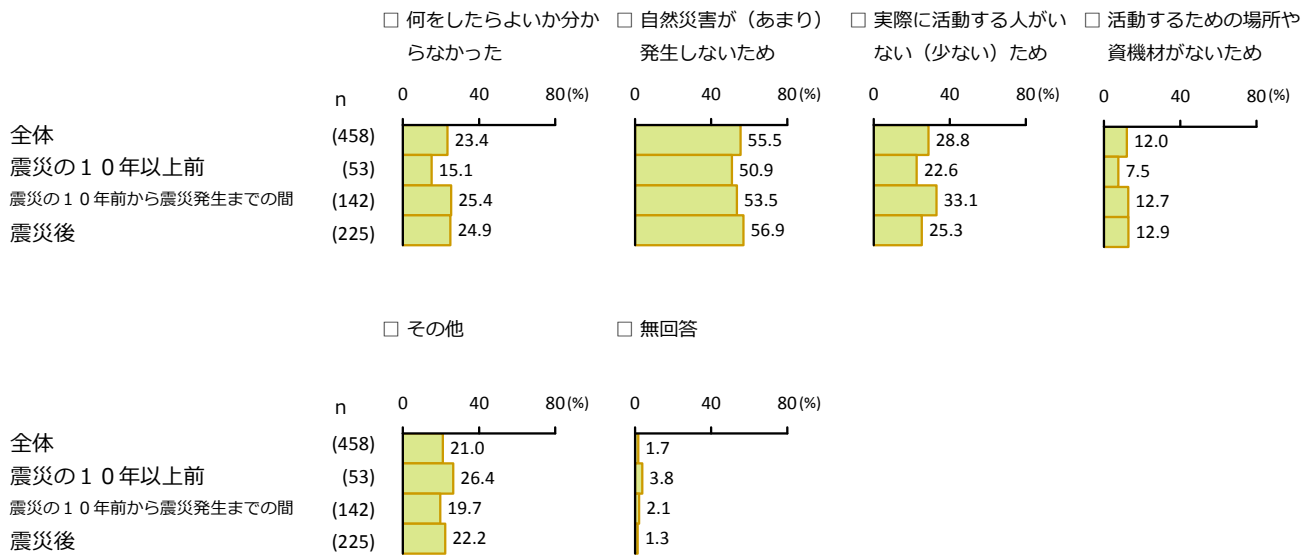 □ 何をしたらよいか分か
らなかった
□ 自然災害が（あまり）
発生しないため
□ 実際に活動する人がい
ない（少ない）ため
□ 活動するための場所や
資機材がないため
n 0 40 80(%) 0 40 80(%) 0 40 80(%) 0 40 80(%)
全体 (458) 23.4 55.5 28.8 12.0
震災の１０年以上前 (53) 15.1 50.9 22.6 7.5
震災の１０年前から震災発生までの間 (142) 25.4 53.5 33.1 12.7
震災後 (225) 24.9 56.9 25.3 12.9
□ その他 □ 無回答
n 0 40 80(%) 0 40 80(%)
全体 (458) 21.0 1.7
震災の１０年以上前 (53) 26.4 3.8
震災の１０年前から震災発生までの間 (142) 19.7 2.1
震災後 (225) 22.2 1.3